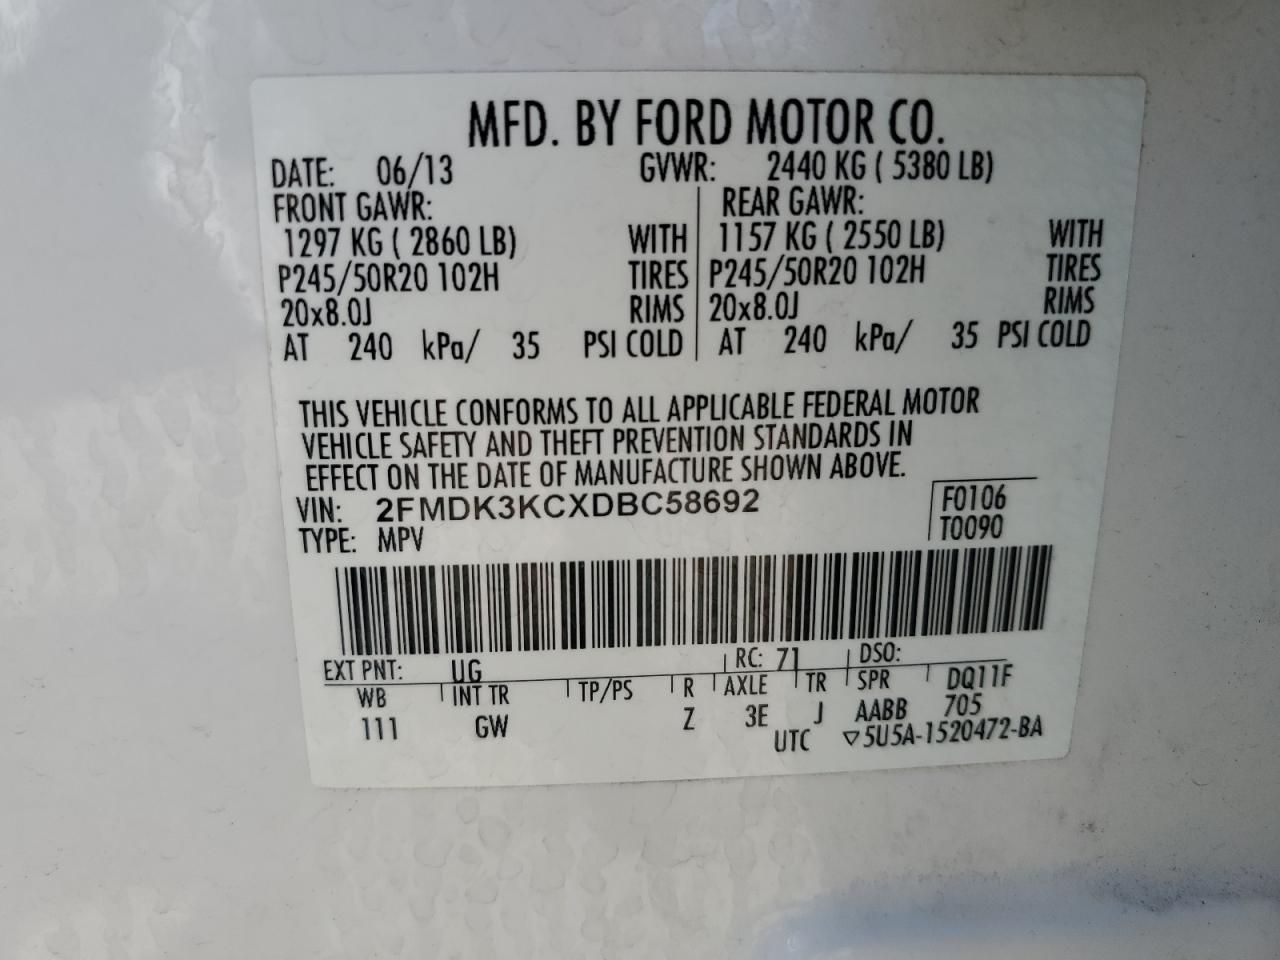 MFD. BY FORD MOTOR CO.
DATE: 06/13 GVWR: 2440 KG ( 5380 LB)
FRONT GAWR: REAR GAWR:
1297 KG ( 2860 LB) WITH 1157 KG ( 2550 LB) WITH
P245/50R20 102H TIRES P245/50R20 102H TIRES
20x8.0J RIMS 20x8.0J RIMS
AT 240 kPa/ 35 PSI COLD AT 240 kPa/ 35 PSI COLD
THIS VEHICLE CONFORMS TO ALL APPLICABLE FEDERAL MOTOR
VEHICLE SAFETY AND THEFT PREVENTION STANDARDS IN
EFFECT ON THE DATE OF MANUFACTURE SHOWN ABOVE.
VIN: 2FMDK3KCXDBC58692 F0106
TYPE: MPV T0090
EXT PNT: UG RC: 71 DSO:
WB INT TR TP/PS R AXLE TR SPR DQ11F
111 GW Z 3E J AABB 705
UTC ▽5U5A-1520472-BA